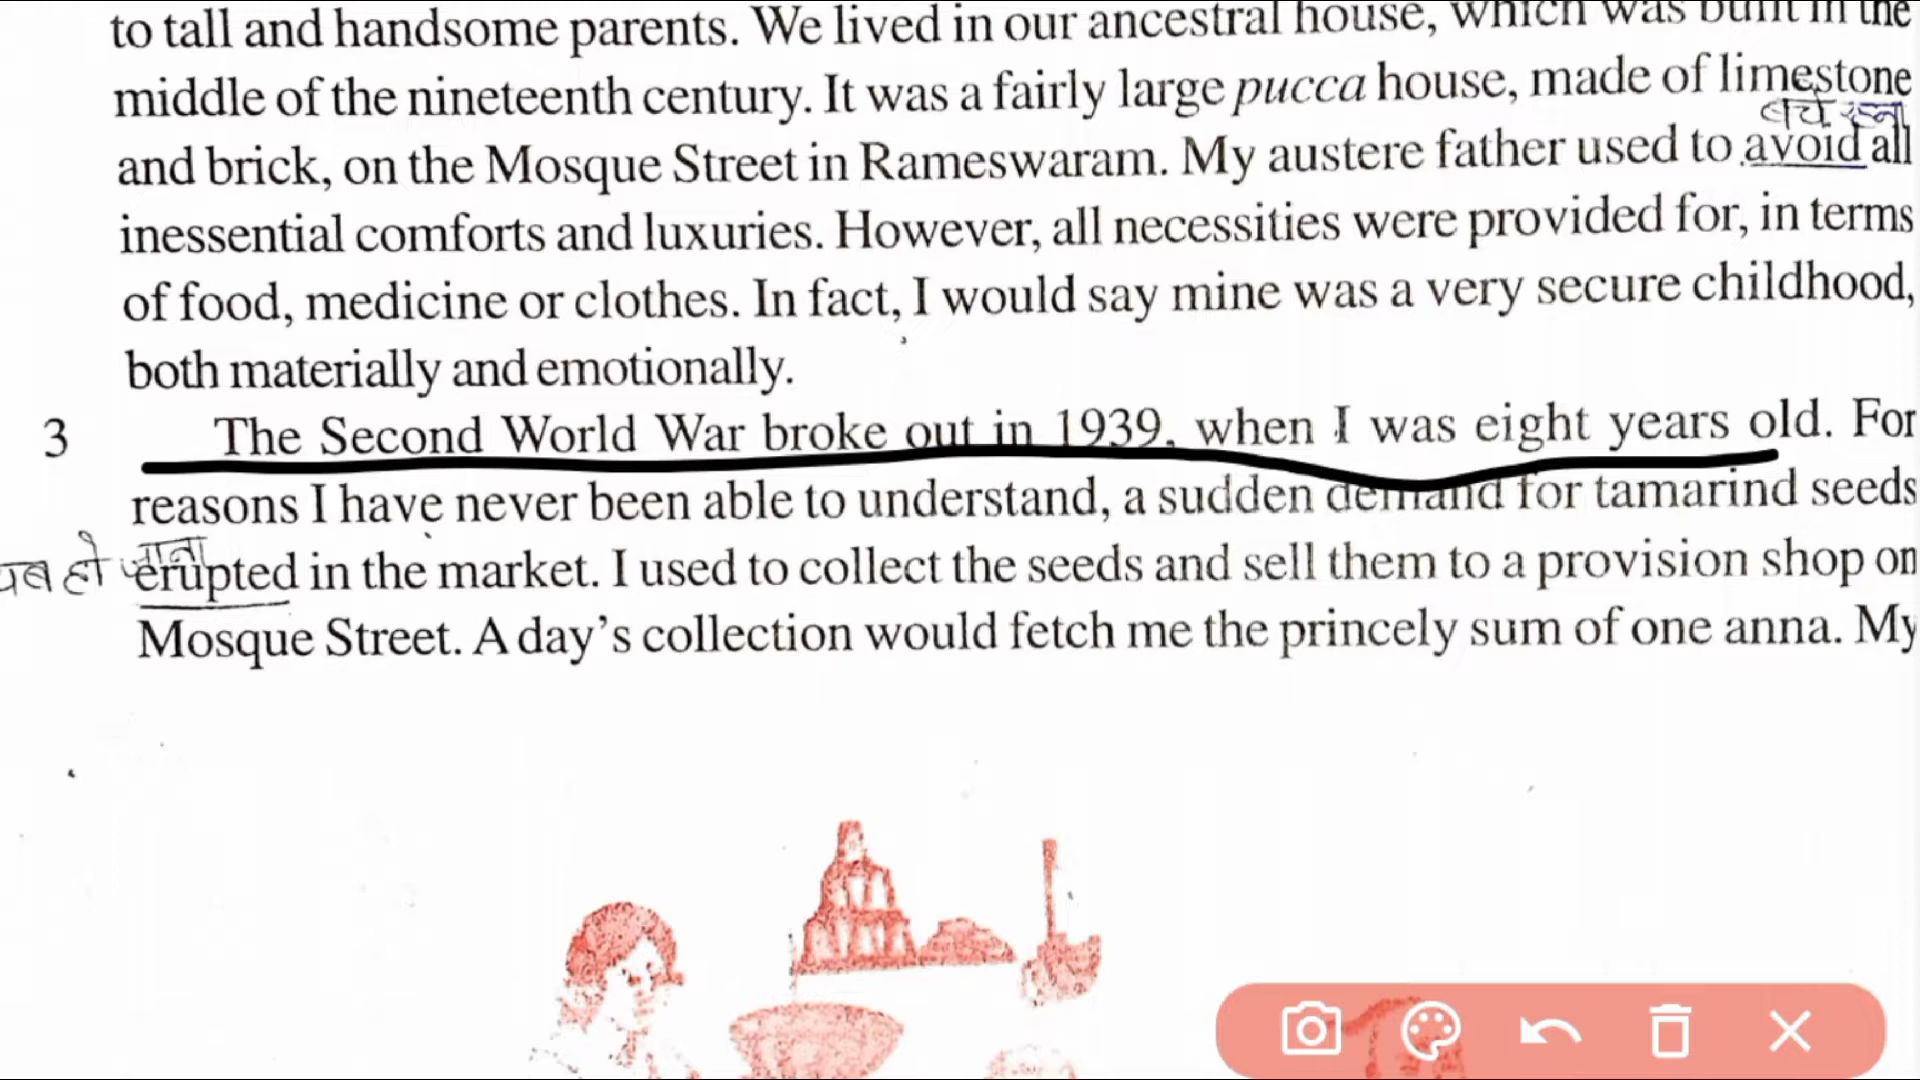 to tall and handsome parents. We lived in our ancestral house, which was built in the
middle of the nineteenth century. It was a fairly large pucca house, made of limestone
and brick, on the Mosque Street in Rameswaram. My austere father used to avoid all
inessential comforts and luxuries. However, all necessities were provided for, in terms
of food, medicine or clothes. In fact, I would say mine was a very secure childhood,
both materially and emotionally.
3 The Second World War broke out in 1939, when I was eight years old. For
reasons I have never been able to understand, a sudden demand for tamarind seeds
erupted in the market. I used to collect the seeds and sell them to a provision shop on
Mosque Street. A day's collection would fetch me the princely sum of one anna. My